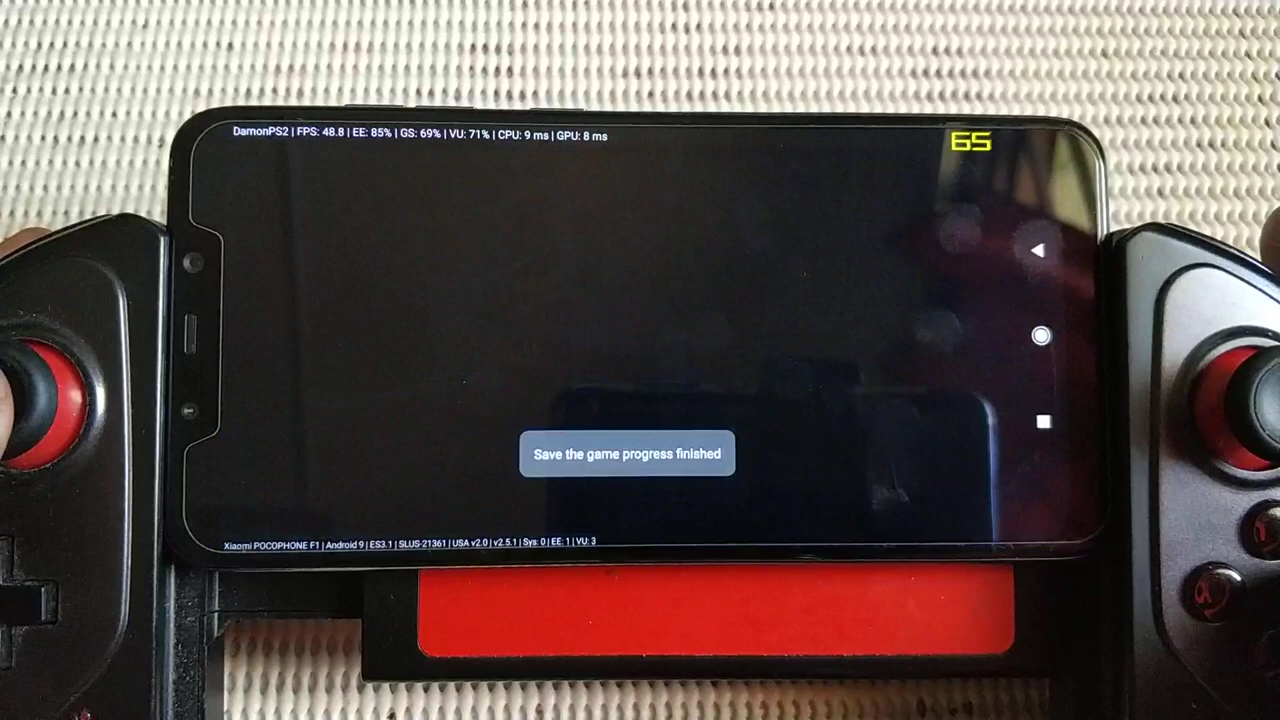 DamonPS2 | FPS: 48.8 | EE: 85% | GS: 69% | VU: 71% | CPU: 9 ms | GPU: 8 ms
65
Save the game progress finished
Xiaomi POCOPHONE F1 | Android 9 | ES3.1 | SLUS-21361 | USA v2.0 | v2.5.1 | Sys: 0 | EE: 1 | VU: 3